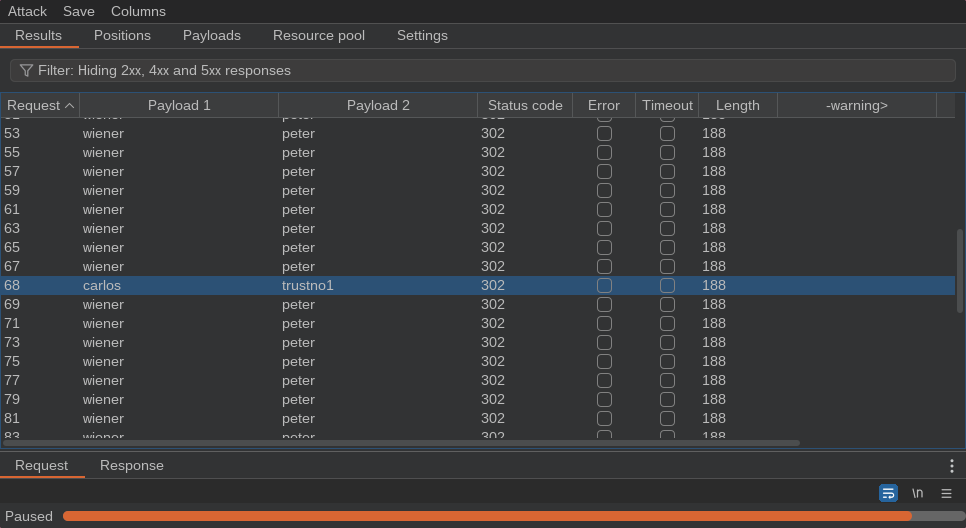 Attack Save Columns
Results Positions Payloads Resource pool Settings
Filter: Hiding 2xx, 4xx and 5xx responses
Request Payload 1 Payload 2 Status code Error Timeout Length -warning>
53 wiener peter 302 188
55 wiener peter 302 188
57 wiener peter 302 188
59 wiener peter 302 188
61 wiener peter 302 188
63 wiener peter 302 188
65 wiener peter 302 188
67 wiener peter 302 188
68 carlos trustno1 302 188
69 wiener peter 302 188
71 wiener peter 302 188
73 wiener peter 302 188
75 wiener peter 302 188
77 wiener peter 302 188
79 wiener peter 302 188
81 wiener peter 302 188
83 wiener peter 302 188
Request Response
\n
Paused